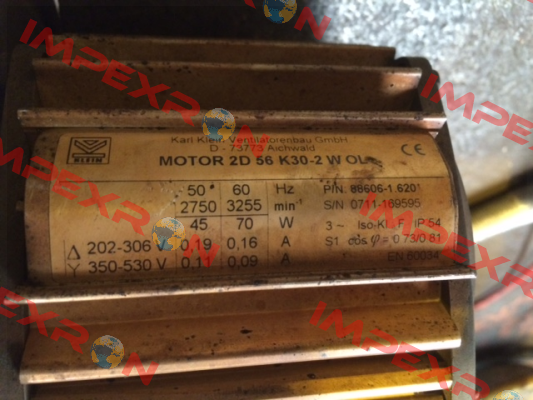 IMPEXRON
Karl Klein Ventilatorenbau GmbH
D - 73773 Aichwald
KLEIN
MOTOR 2D 56 K30-2 W OL
CE
50 60 Hz P/N 88606-1.6201
2750 3255 min⁻¹ S/N 0711-169595
45 70 W 3 ~ Iso-Kl. F IP 54
Δ 202-306 V 0,19 0,16 A S1 cos φ = 0.73/0.81
Y 350-530 V 0,11 0,09 A EN 60034